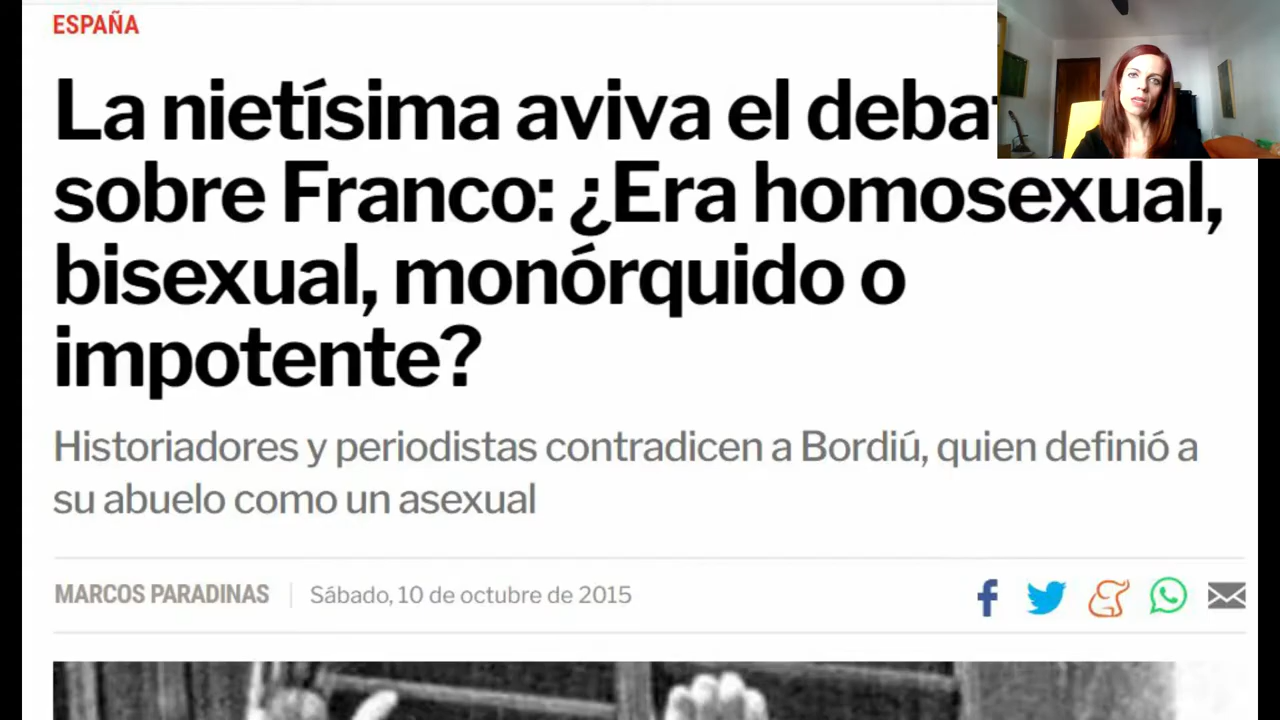 ESPAÑA
La nietísima aviva el
sobre Franco: ¿Era homosexual,
bisexual, monórquido o
impotente?
Historiadores y periodistas contradicen a Bordiú, quien definió a
su abuelo como un asexual
MARCOS PARADINAS
Sábado, 10 de octubre de 2015